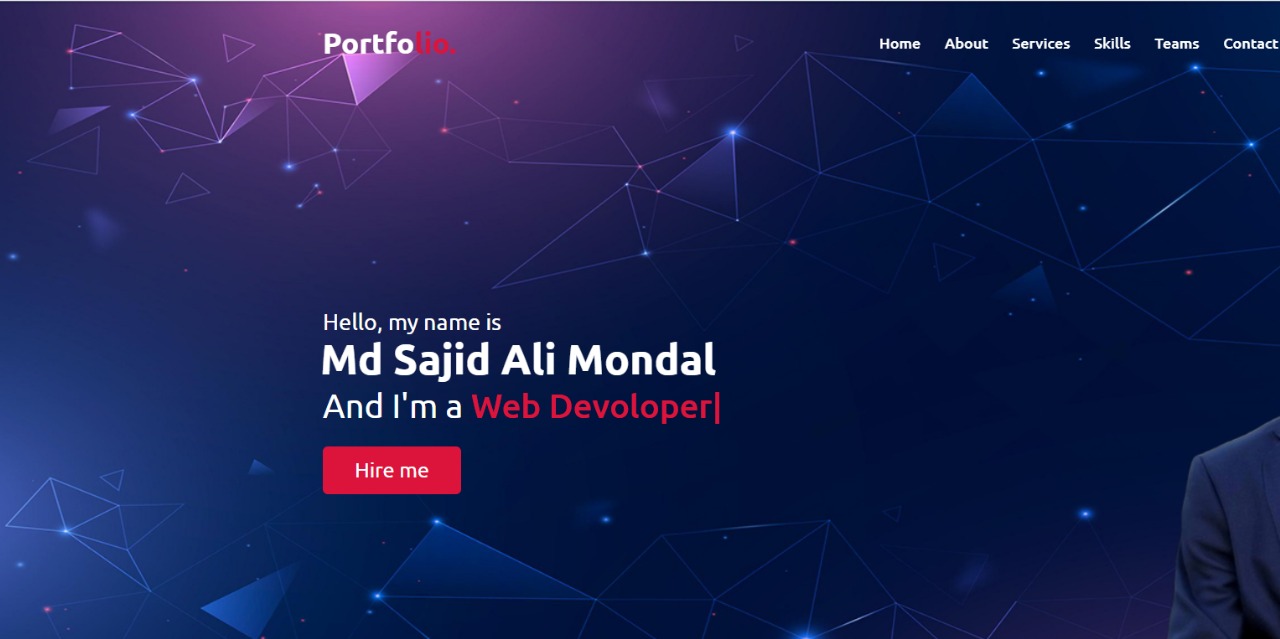 Portfolio.
Home About Services Skills Teams Contact
Hello, my name is
Md Sajid Ali Mondal
And I'm a Web Devoloper|
Hire me